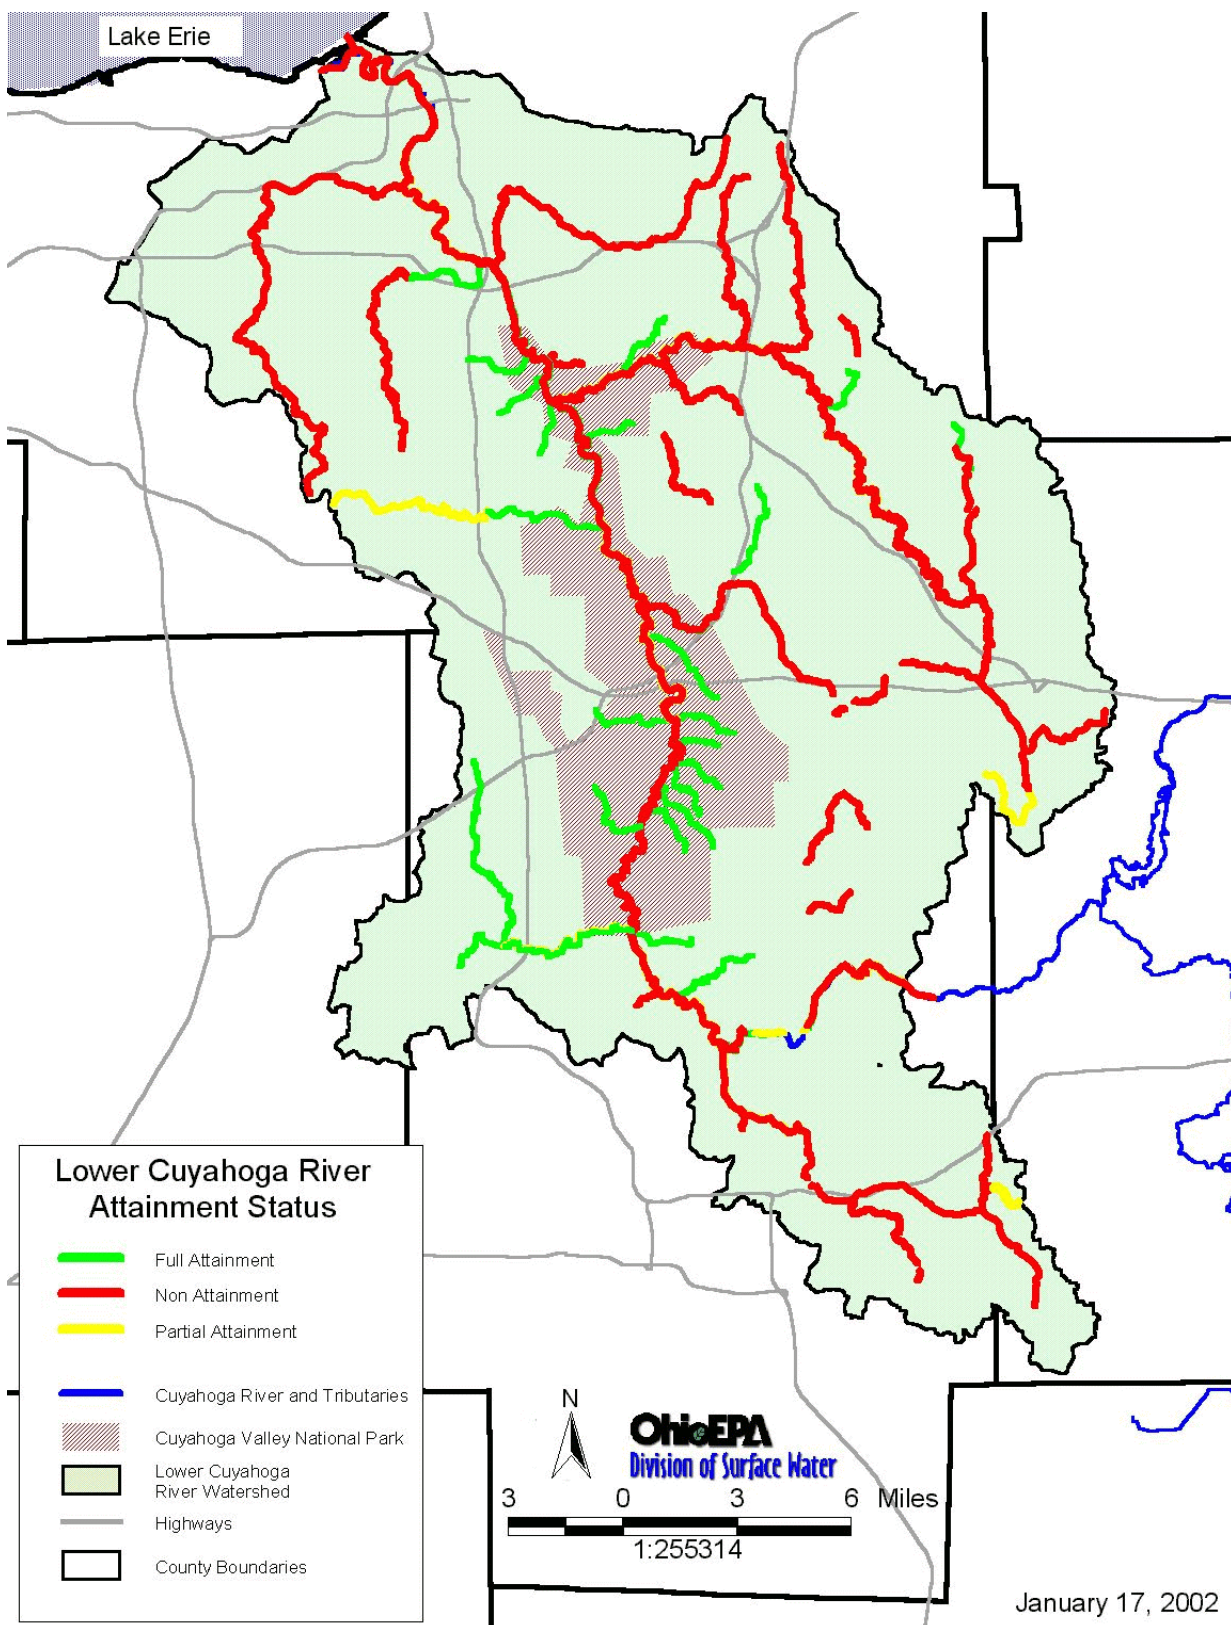 Lake Erie
Lower Cuyahoga River
Attainment Status
Full Attainment
Non Attainment
Partial Attainment
Cuyahoga River and Tributaries
Cuyahoga Valley National Park
Lower Cuyahoga
River Watershed
Highways
County Boundaries
N
OhioEPA
Division of Surface Water
3 0 3 6 Miles
1:255314
January 17, 2002